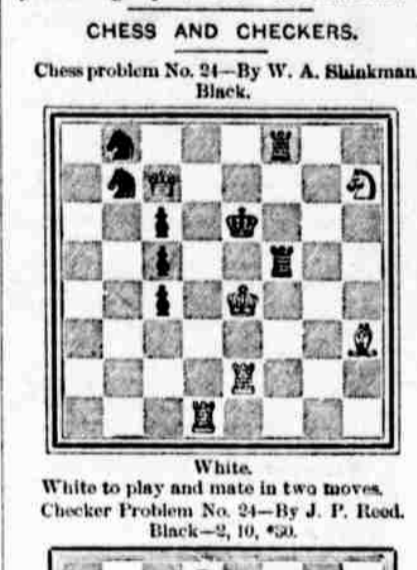 CHESS AND CHECKERS.
Chess problem No. 24—By W. A. Shinkman
Black.
White.
White to play and mate in two moves.
Checker Problem No. 24—By J. P. Reed.
Black—2, 10, *30.